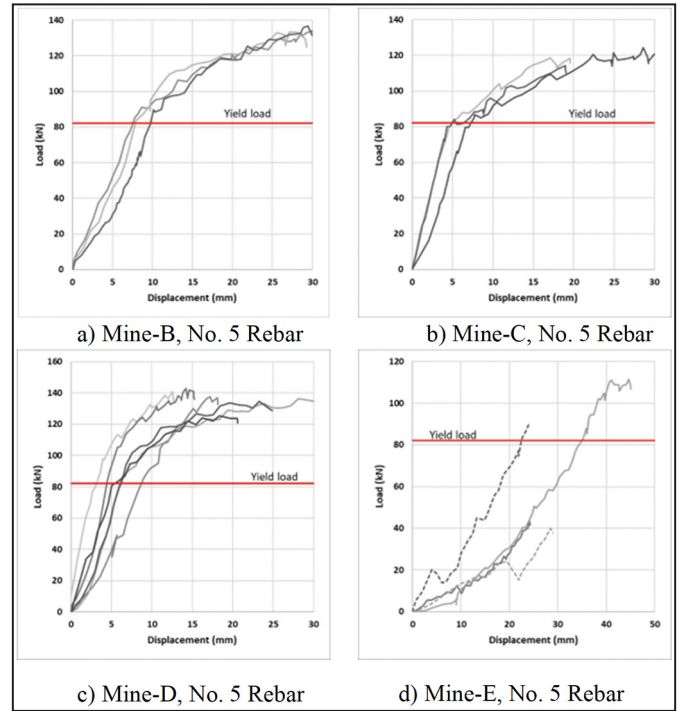 140
120
100
80
60
40
20
0
Load (kN)
Yield load
0 5 10 15 20 25 30
Displacement (mm)
a) Mine-B, No. 5 Rebar
140
120
100
80
60
40
20
0
Load (kN)
Yield load
0 5 10 15 20 25 30
Displacement (mm)
b) Mine-C, No. 5 Rebar
160
140
120
100
80
60
40
20
0
Load (kN)
Yield load
0 5 10 15 20 25 30
Displacement (mm)
c) Mine-D, No. 5 Rebar
120
100
80
60
40
20
0
Load (kN)
Yield load
0 10 20 30 40 50
Displacement (mm)
d) Mine-E, No. 5 Rebar